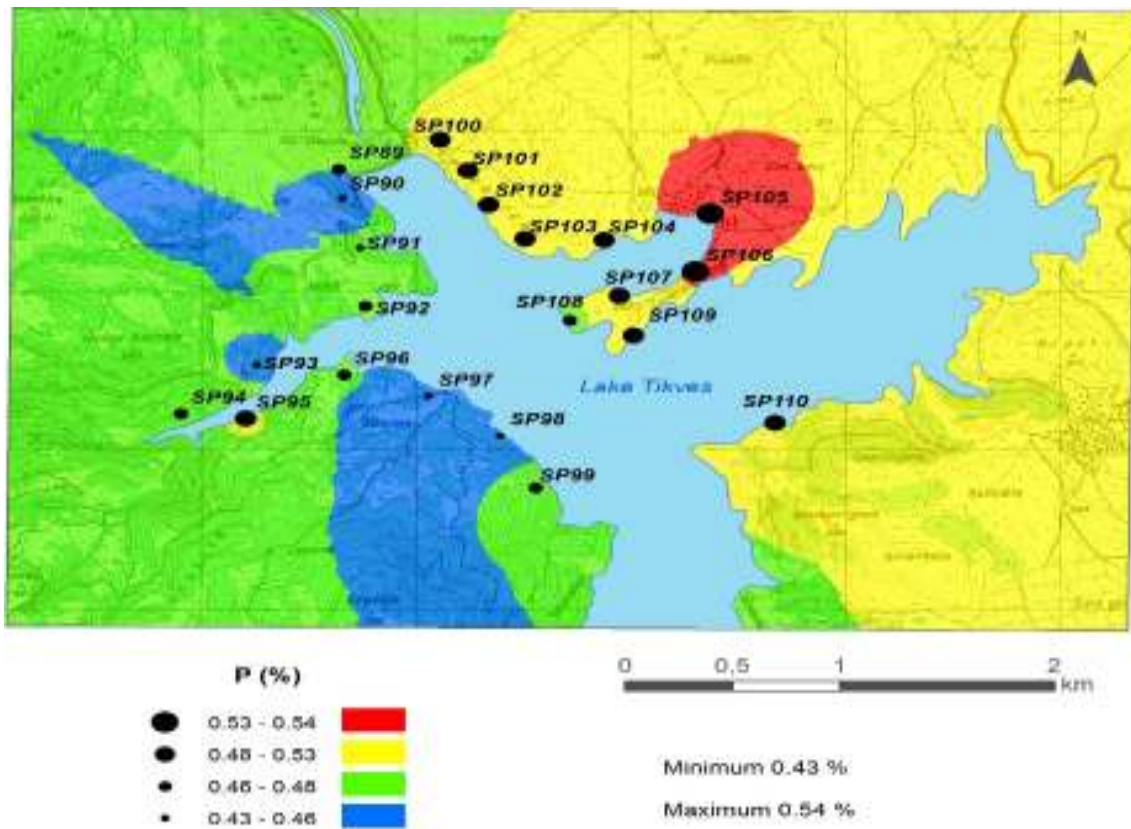 N
SP100
SP89
SP101
SP90
SP102
SP105
SP103
SP104
SP91
SP106
SP107
SP92
SP108
SP109
SP93
SP96
SP97
Lake Tikves
SP94
SP95
SP110
SP98
SP99
P (%)
0 0,5 1 2
km
0.53 - 0.54
0.48 - 0.53
0.46 - 0.48
0.43 - 0.46
Minimum 0.43 %
Maximum 0.54 %